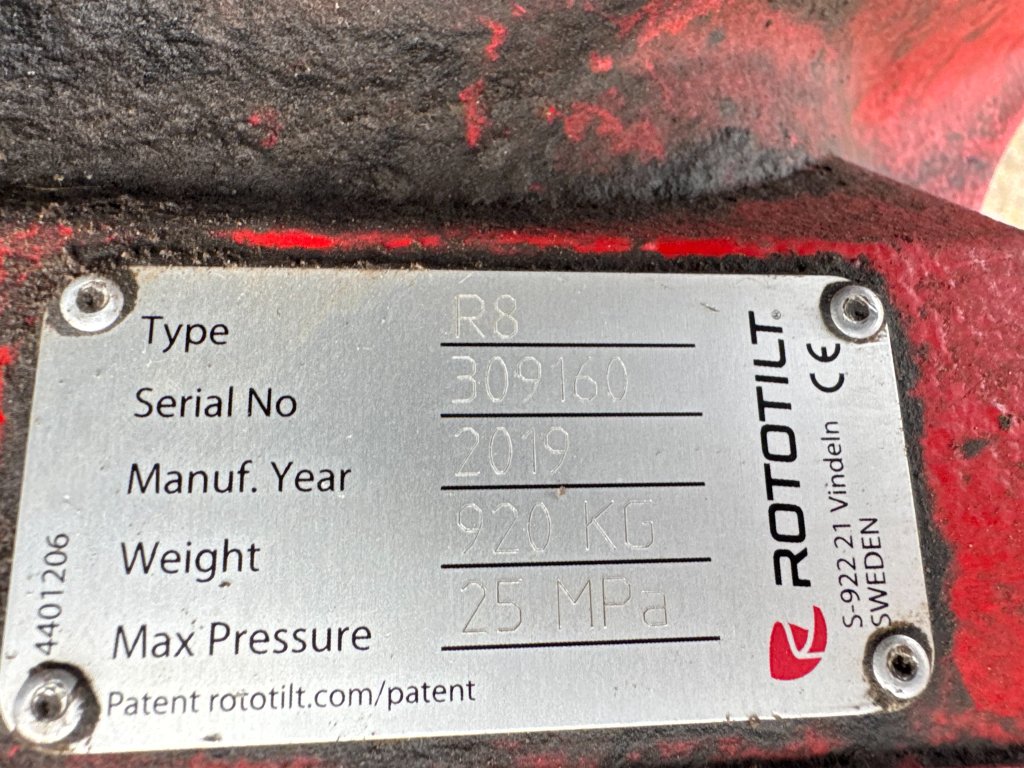 Type R8
Serial No 309160
Manuf. Year 2019
Weight 920 KG
Max Pressure 25 MPa
Patent rototilt.com/patent
4401206
ROTOTILT®
CE
S-922 21 Vindeln
SWEDEN